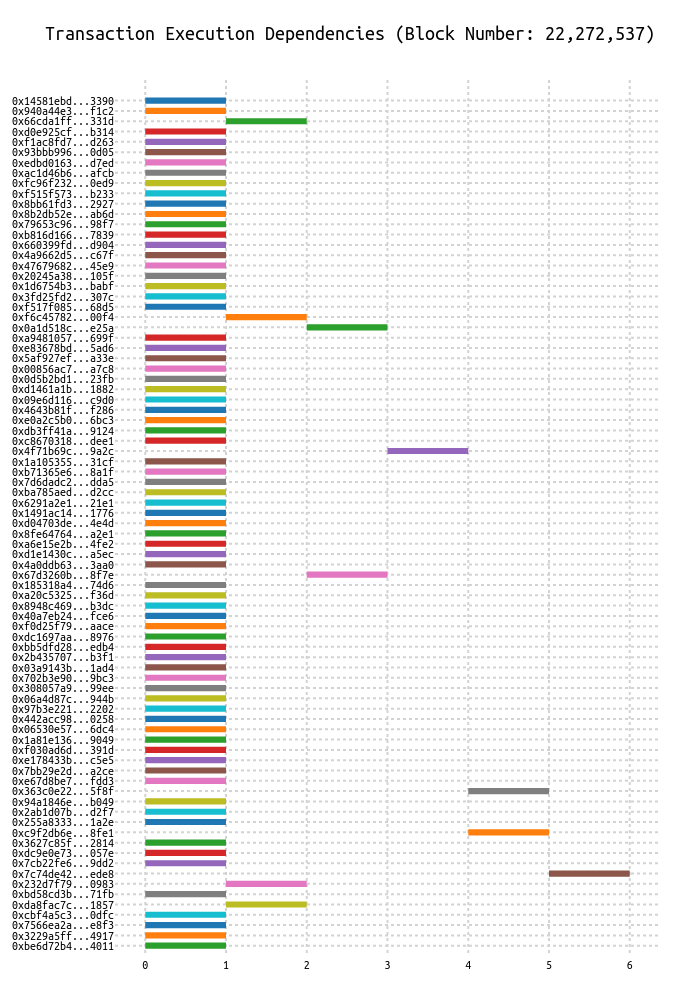 Transaction Execution Dependencies (Block Number: 22,272,537)
0x14581ebd...3390
0x940a44e3...f1c2
0x66cda1ff...331d
0xd0e925cf...b314
0xf1ac8fd7...d263
0x93bbb996...0d05
0xedbd0163...d7ed
0xac1d46b6...afcb
0xfc96f232...0ed9
0xf515f573...b233
0x8bb61fd3...2927
0x8b2db52e...ab6d
0x79653c96...98f7
0xb816d166...7839
0x660399fd...d904
0x4a9662d5...c67f
0x47679682...45e9
0x20245a38...105f
0x1d6754b3...babf
0x3fd25fd2...307c
0xf517f085...68d5
0xf6c45782...00f4
0x0a1d518c...e25a
0xa9481057...699f
0xe83678bd...5ad6
0x5af927ef...a33e
0x00856ac7...a7c8
0x0d5b2bd1...23fb
0xd1461a1b...1882
0x09e6d116...c9d0
0x4643b81f...f286
0xe0a2c5b0...6bc3
0xdb3ff41a...9124
0xc8670318...dee1
0x4f71b69c...9a2c
0x1a105355...31cf
0xb71365e6...8a1f
0x7d6dadc2...dda5
0xba785aed...d2cc
0x6291a2e1...21e1
0x1491ac14...1776
0xd04703de...4e4d
0x8fe64764...a2e1
0xa6e15e2b...4fe2
0xd1e1430c...a5ec
0x4a0ddb63...3aa0
0x67d3260b...8f7e
0x185318a4...74d6
0xa20c5325...f36d
0x8948c469...b3dc
0x40a7eb24...fce6
0xf0d25f79...aace
0xdc1697aa...8976
0xbb5dfd28...edb4
0x2b435707...b3f1
0x03a9143b...1ad4
0x702b3e90...9bc3
0x308057a9...99ee
0x06a4d87c...944b
0x97b3e221...2202
0x442acc98...0258
0x06530e57...6dc4
0x1a81e136...9049
0xf030ad6d...391d
0xe178433b...c5e5
0x7bb29e2d...a2ce
0xe67d8be7...fdd3
0x363c0e22...5f8f
0x94a1846e...b049
0x2ab1d07b...d2f7
0x255a8333...1a2e
0xc9f2db6e...8fe1
0x3627c85f...2814
0xdc9e0e73...057e
0x7cb22fe6...9dd2
0x7c74de42...ede8
0x232d7f79...0983
0xbd58cd3b...71fb
0xda8fac7c...1857
0xcbf4a5c3...0dfc
0x7566ea2a...e8f3
0x3229a5ff...4917
0xbe6d72b4...4011
0 1 2 3 4 5 6